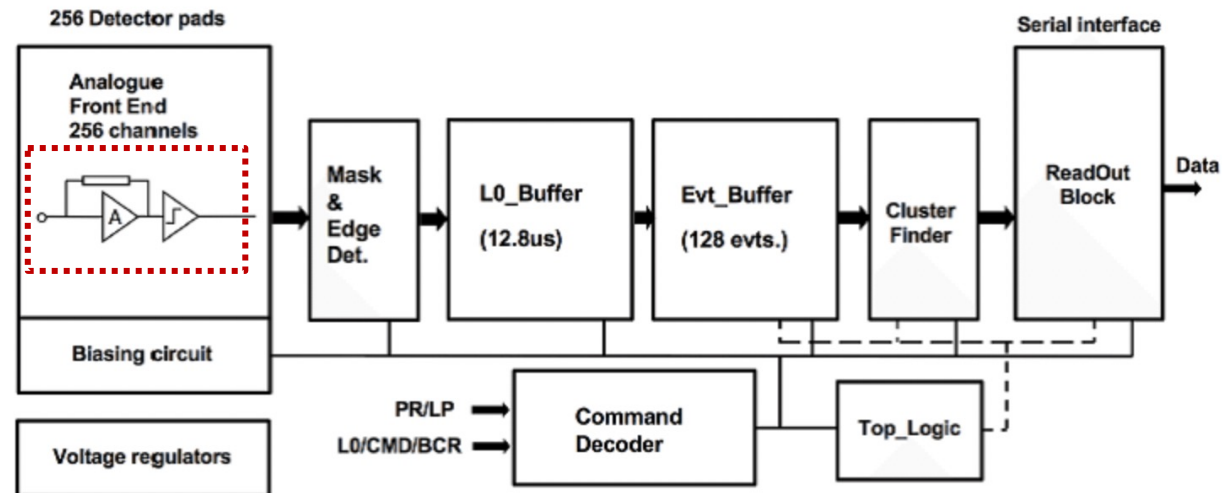 256 Detector pads
Serial interface
Analogue
Front End
256 channels
A
Mask
&
Edge
Det.
L0_Buffer
(12.8us)
Evt_Buffer
(128 evts.)
Cluster
Finder
ReadOut
Block
Data
Biasing circuit
PR/LP
L0/CMD/BCR
Command
Decoder
Top_Logic
Voltage regulators